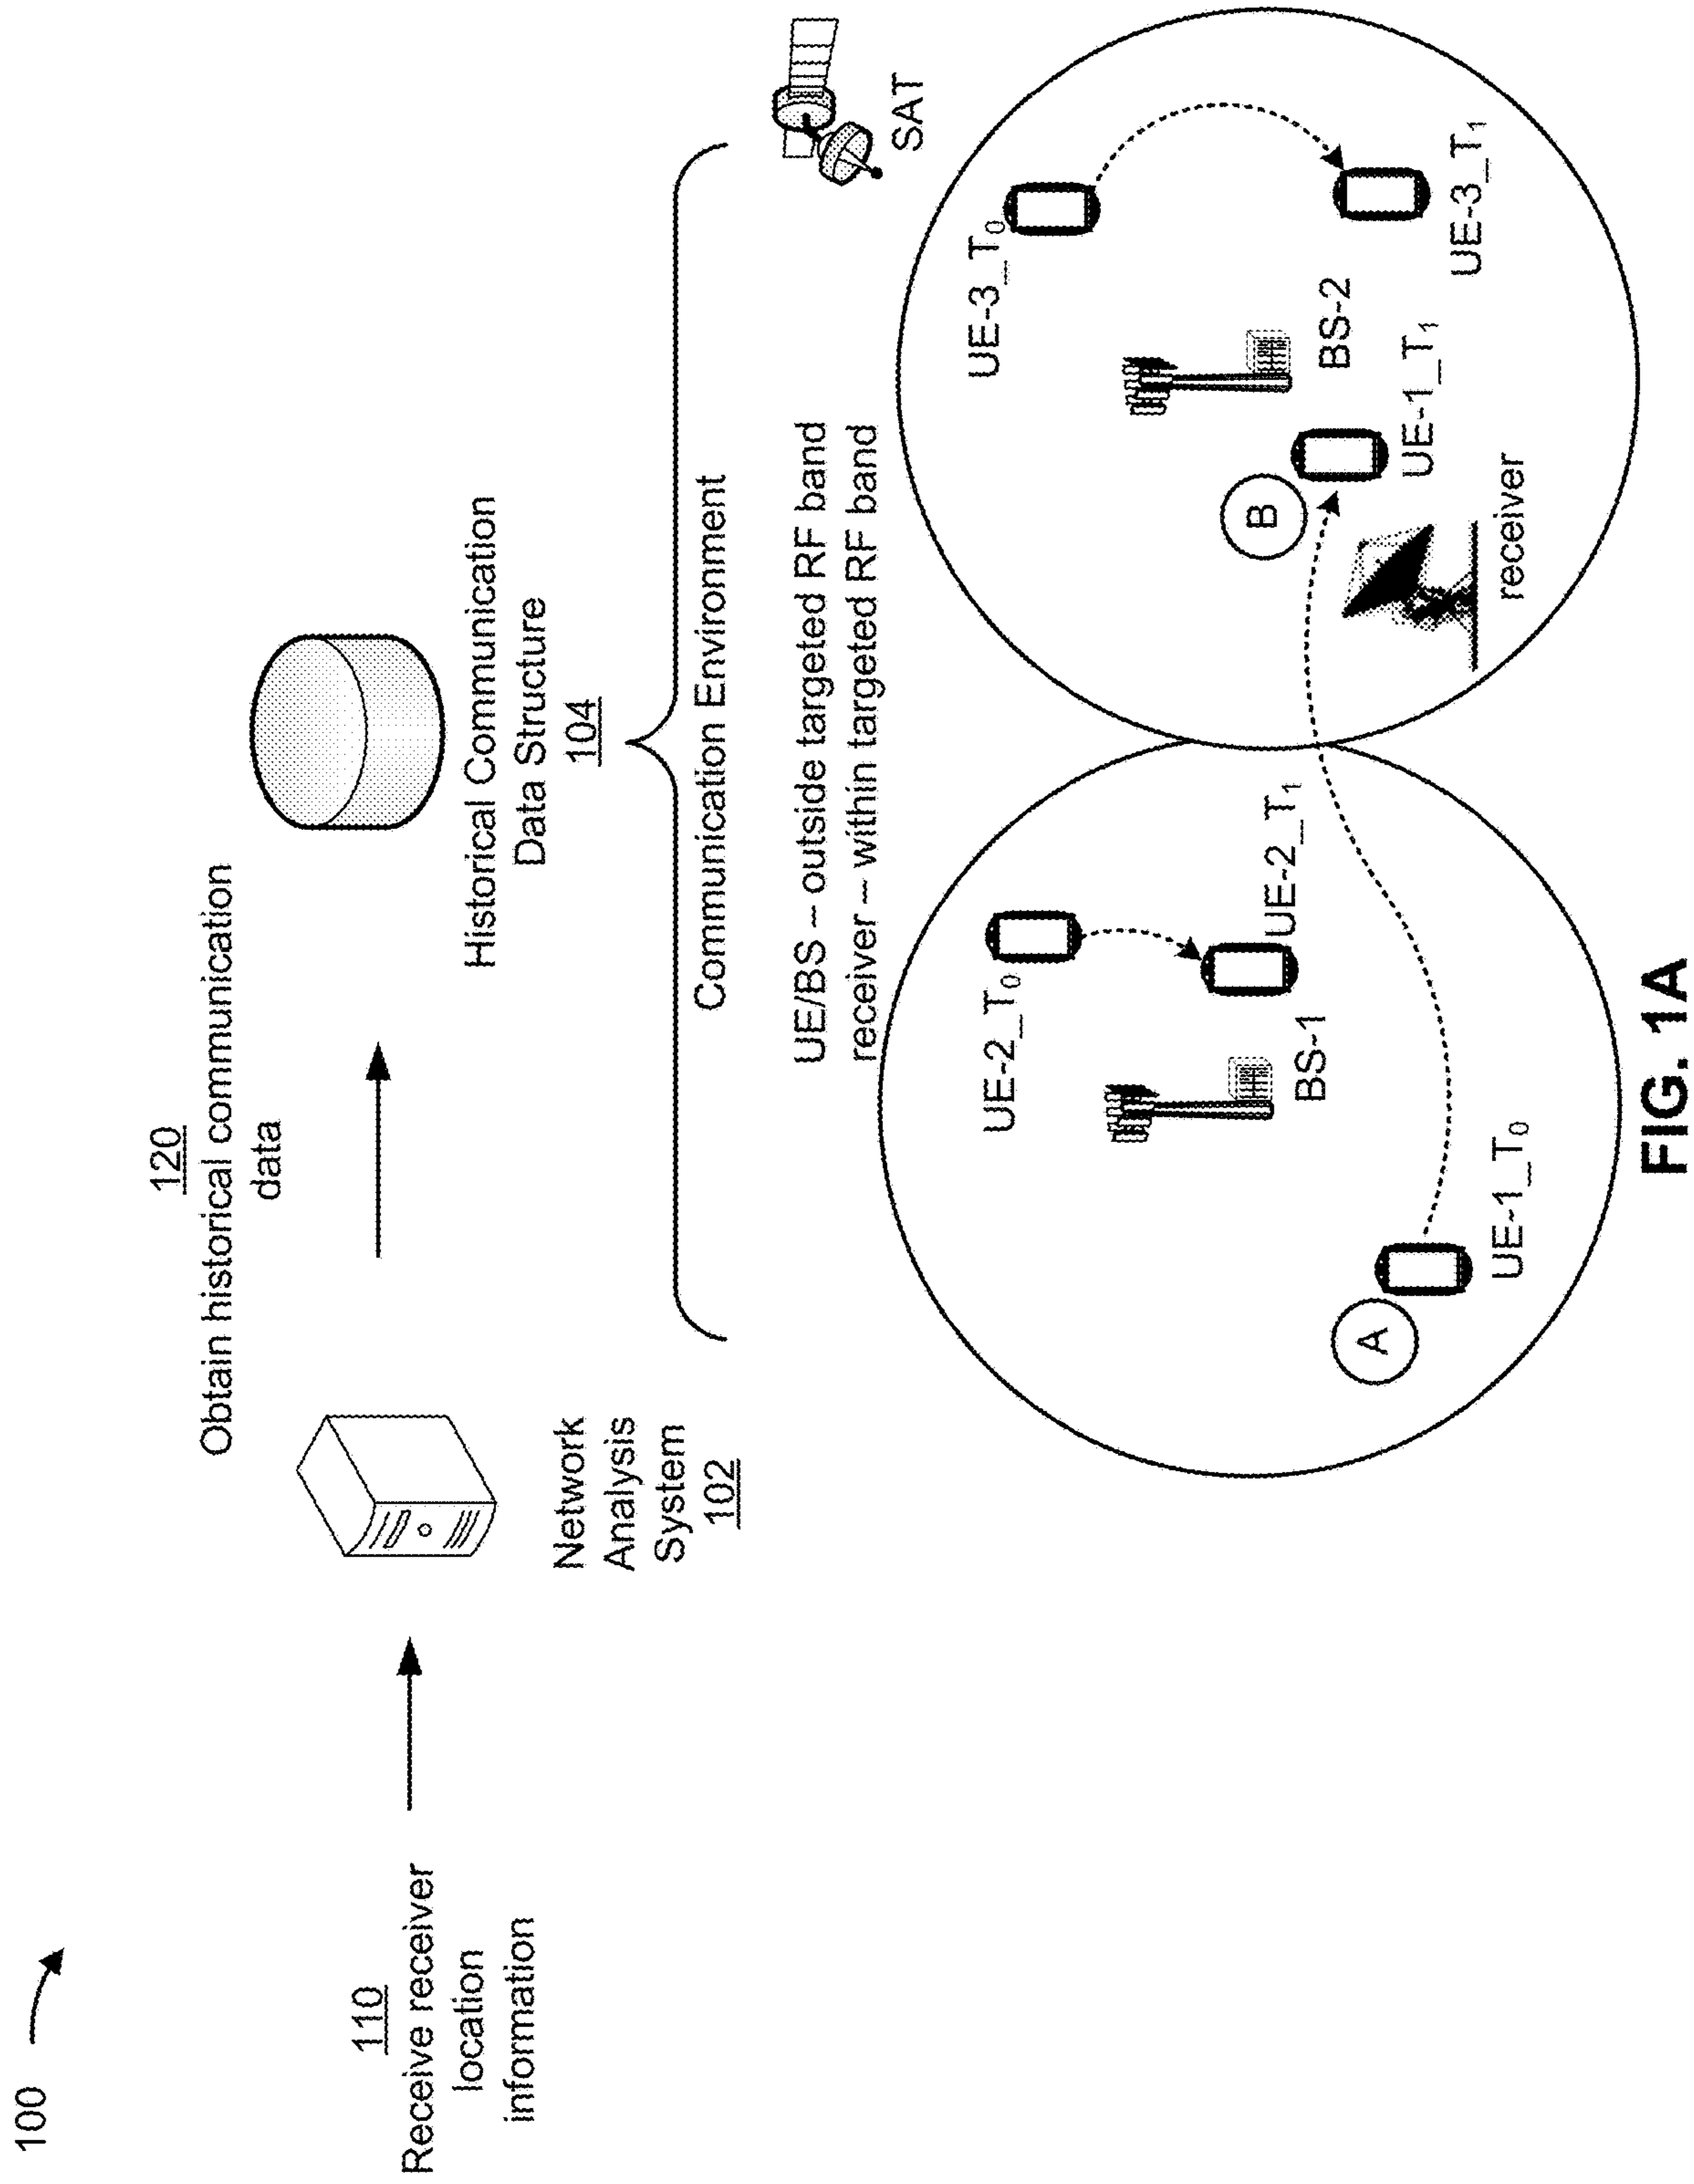 100
110
Receive receiver
location
information
Network
Analysis
System
102
120
Obtain historical communication
data
Historical Communication
Data Structure
104
Communication Environment
SAT
UE/BS – outside targeted RF band
receiver – within targeted RF band
UE-2_T0
UE-2_T1
BS-1
A
UE-1_T0
UE-3_T0
BS-2
B
UE-1_T1
UE-3_T1
receiver
FIG. 1A